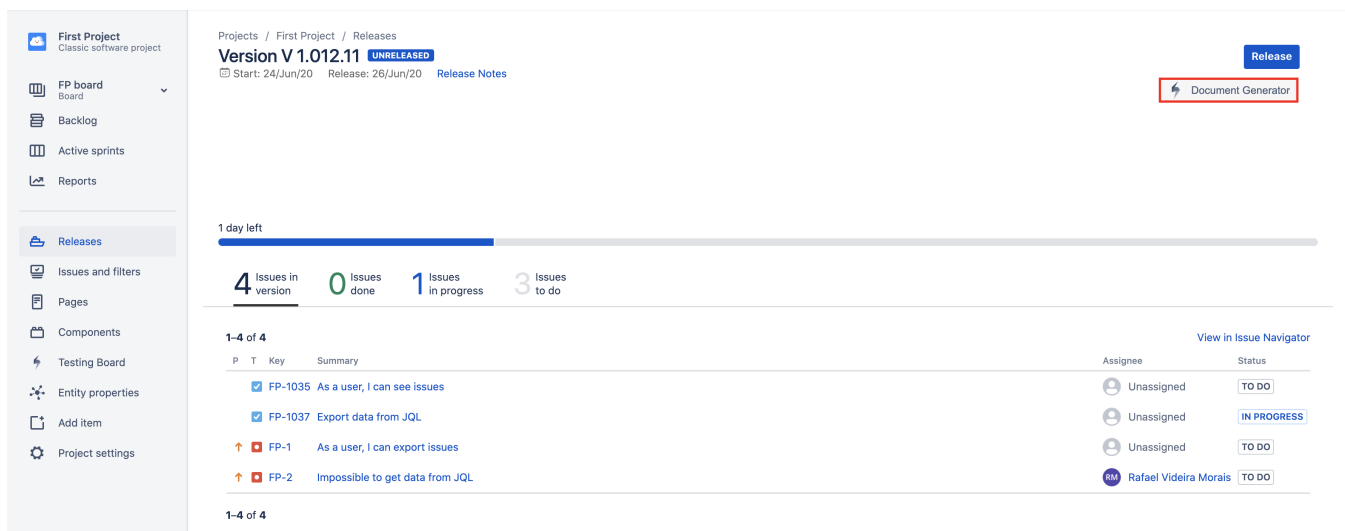 First Project
Classic software project
FP board
Board
Backlog
Active sprints
Reports
Releases
Issues and filters
Pages
Components
Testing Board
Entity properties
Add item
Project settings
Projects / First Project / Releases
Version V 1.012.11 UNRELEASED
Start: 24/Jun/20 Release: 26/Jun/20 Release Notes
Release
Document Generator
1 day left
4 Issues in version
0 Issues done
1 Issues in progress
3 Issues to do
1–4 of 4 View in Issue Navigator
P T Key Summary Assignee Status
FP-1035 As a user, I can see issues Unassigned TO DO
FP-1037 Export data from JQL Unassigned IN PROGRESS
FP-1 As a user, I can export issues Unassigned TO DO
FP-2 Impossible to get data from JQL RM Rafael Videira Morais TO DO
1–4 of 4